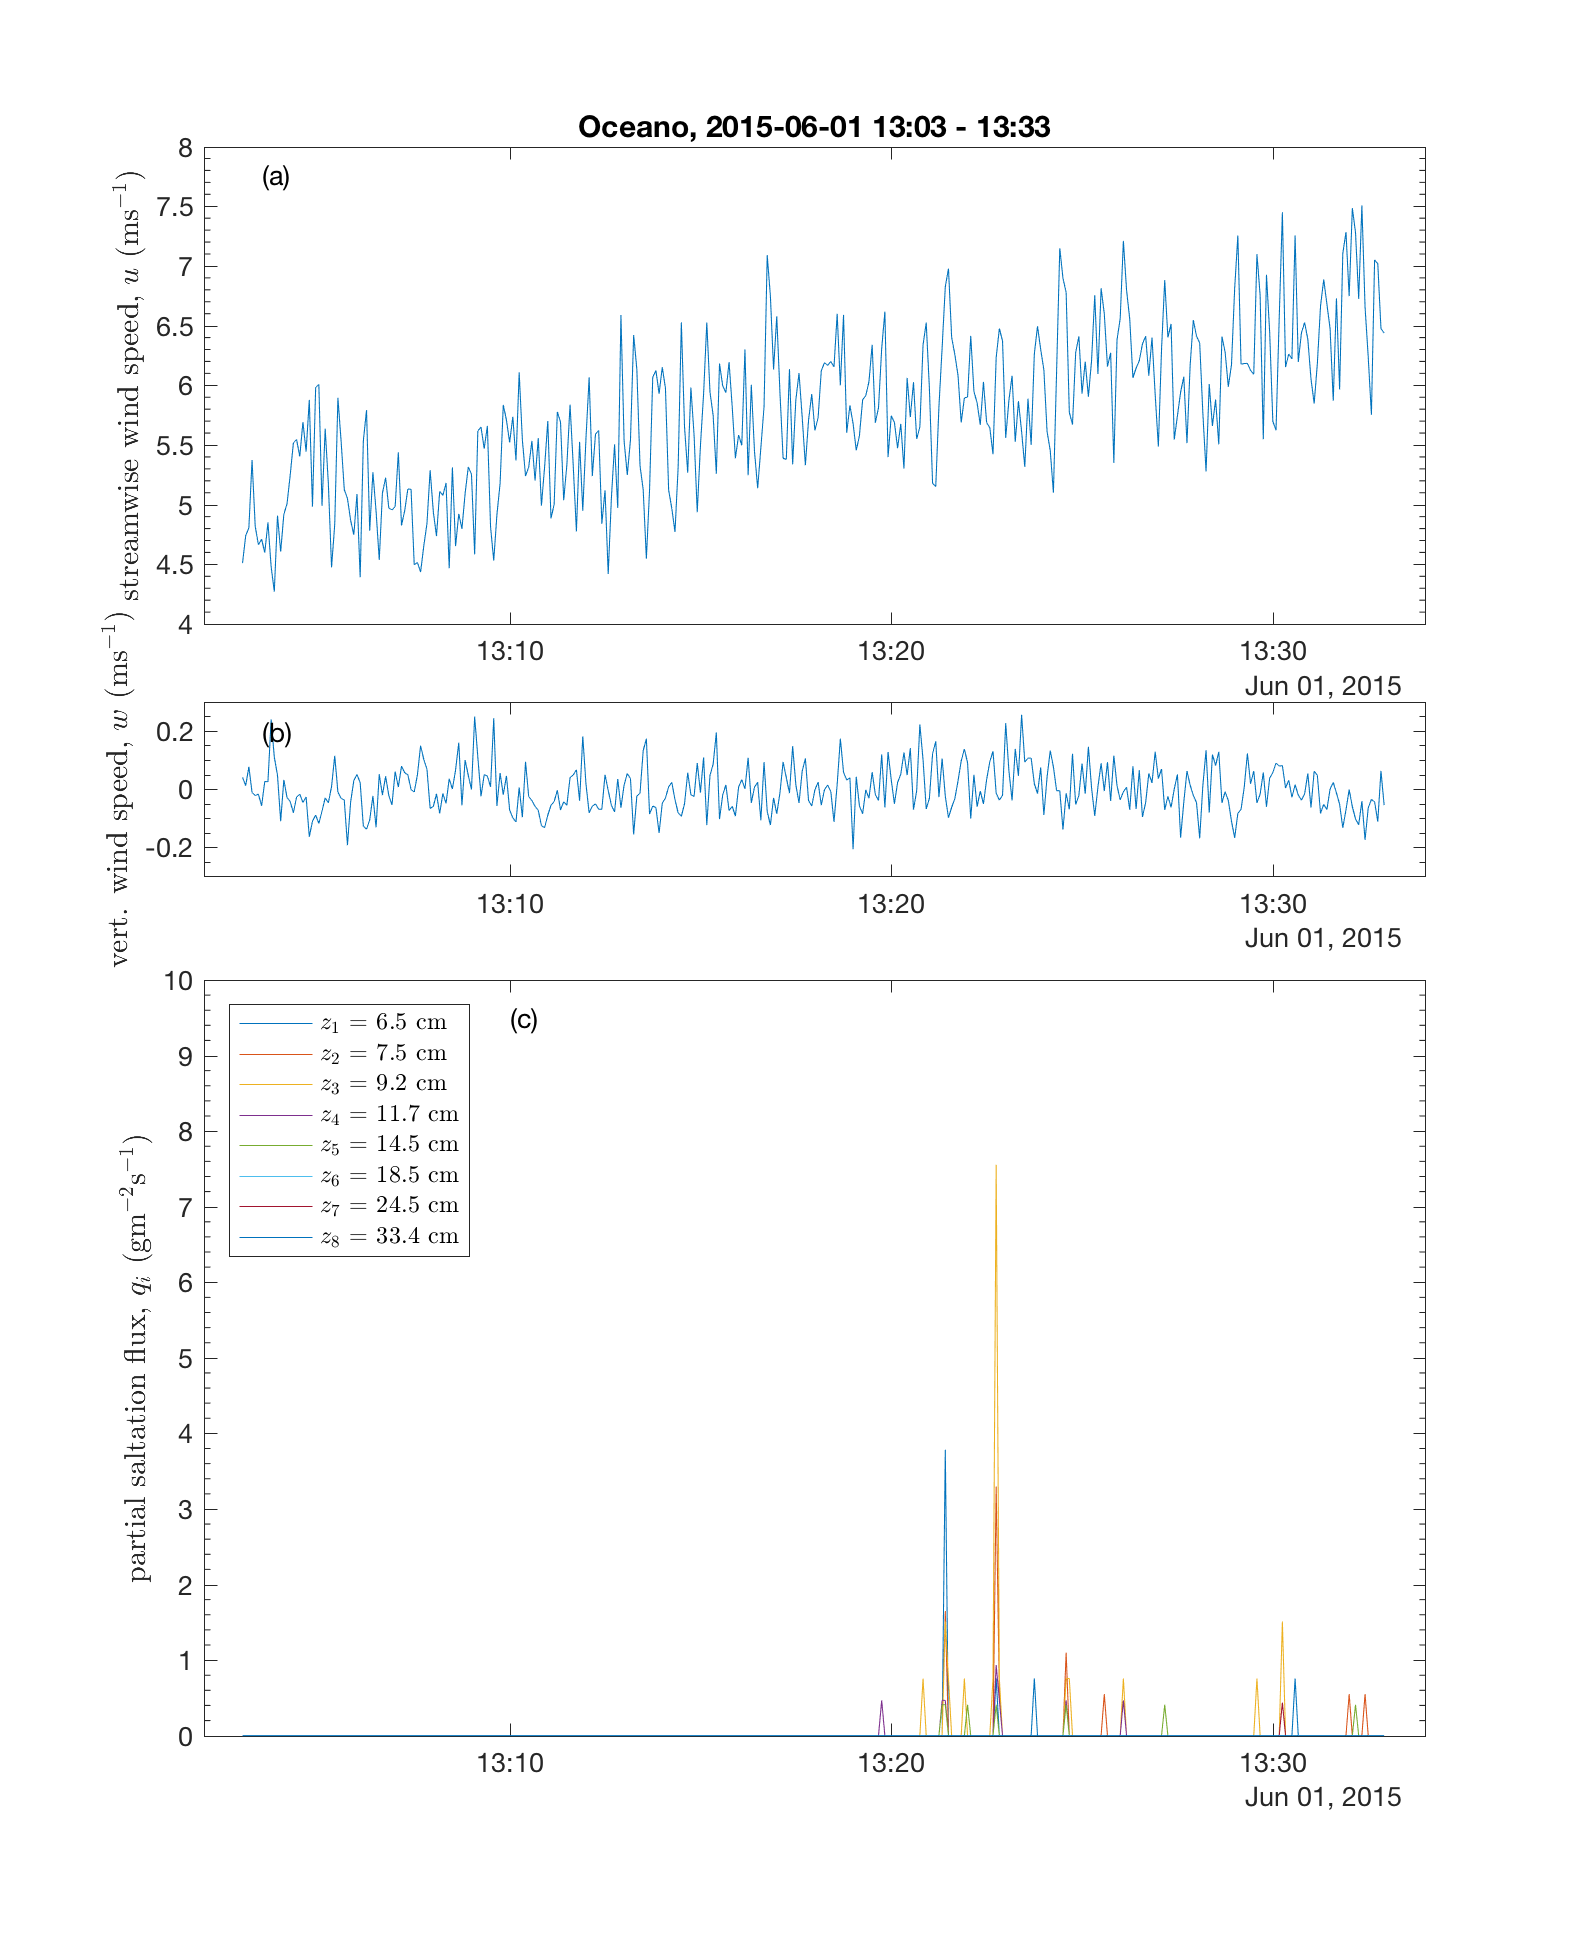 Oceano, 2015-06-01 13:03 - 13:33
(a)
streamwise wind speed, u (ms⁻¹)
8
7.5
7
6.5
6
5.5
5
4.5
4
13:10 13:20 13:30
Jun 01, 2015
(b)
vert. wind speed, w (ms⁻¹)
0.2
0
-0.2
13:10 13:20 13:30
Jun 01, 2015
(c)
partial saltation flux, qᵢ (gm⁻²s⁻¹)
10
9
8
7
6
5
4
3
2
1
0
z₁ = 6.5 cm
z₂ = 7.5 cm
z₃ = 9.2 cm
z₄ = 11.7 cm
z₅ = 14.5 cm
z₆ = 18.5 cm
z₇ = 24.5 cm
z₈ = 33.4 cm
13:10 13:20 13:30
Jun 01, 2015